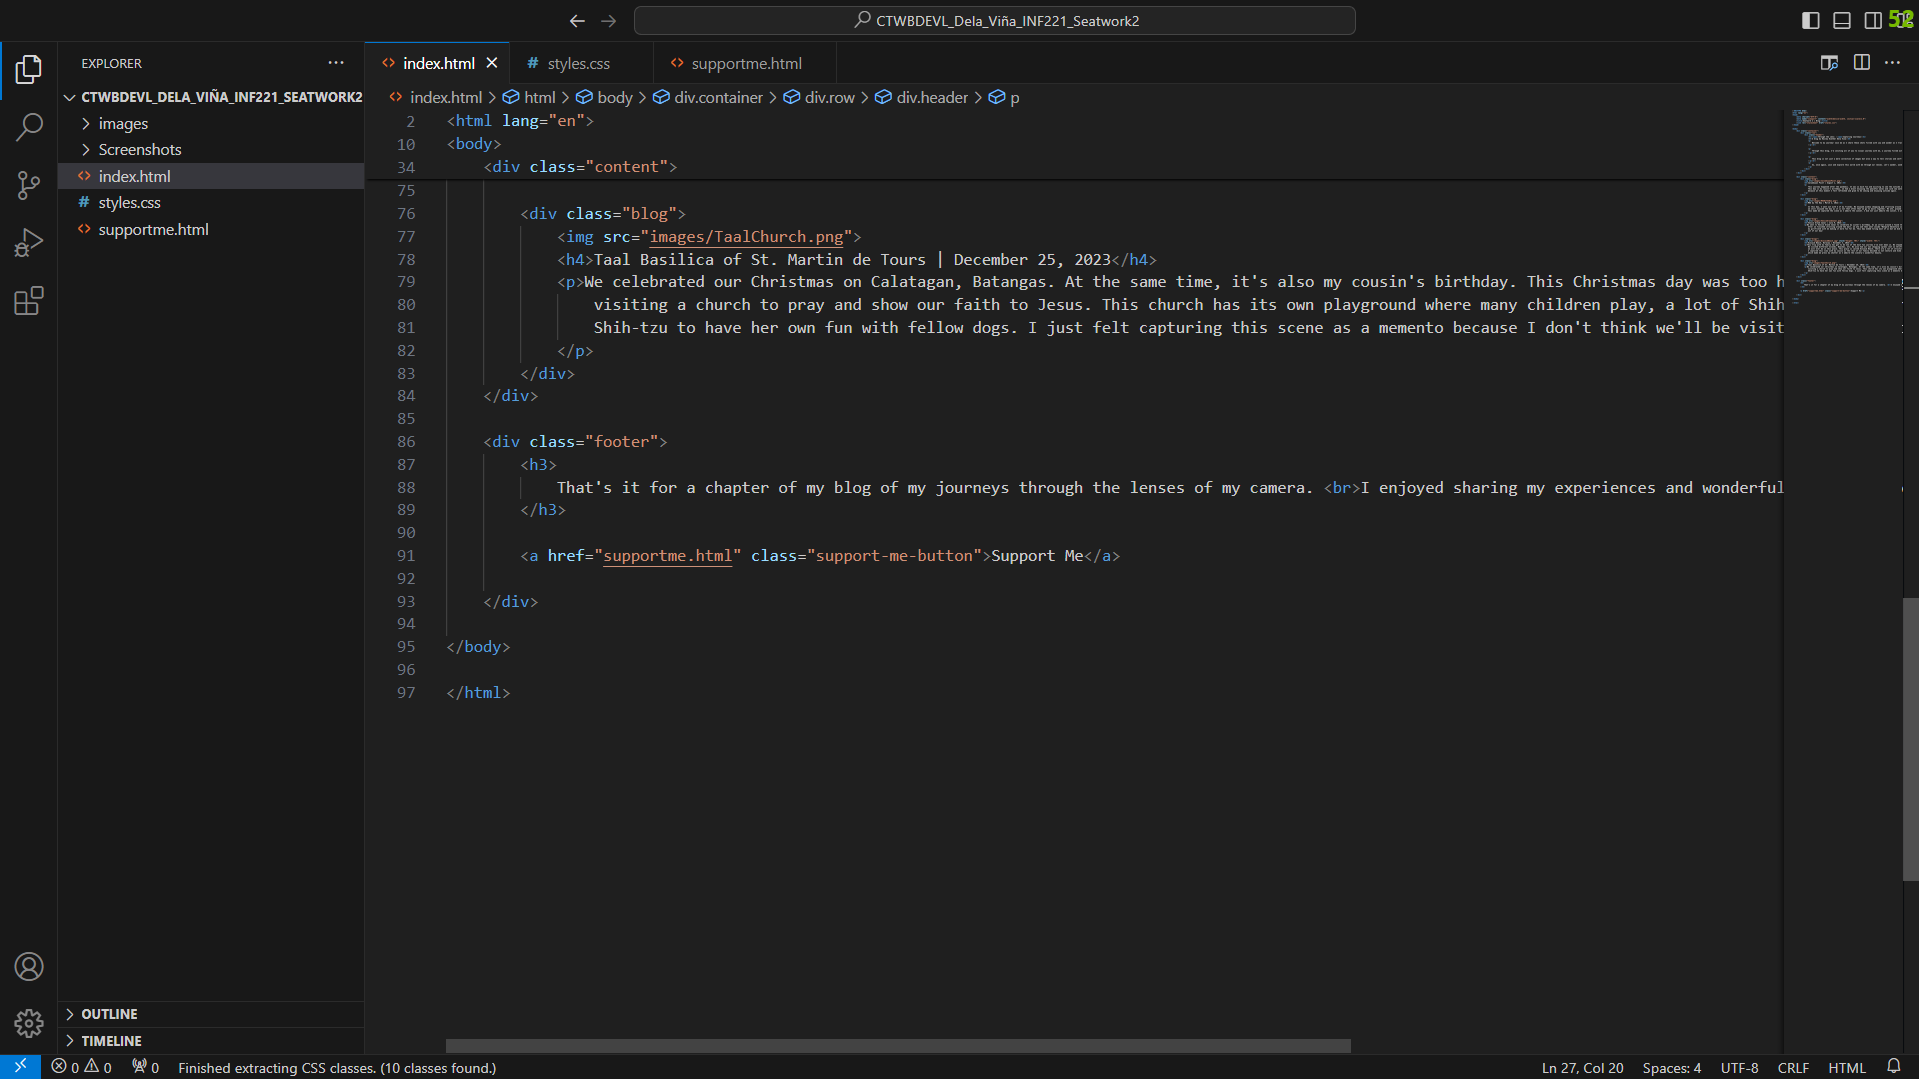 CTWBDEVL_Dela_Viña_INF221_Seatwork2
52
EXPLORER
index.html
styles.css
supportme.html
CTWBDEVL_DELA_VIÑA_INF221_SEATWORK2
images
Screenshots
index.html
styles.css
supportme.html
index.html > html > body > div.container > div.row > div.header > p
2 <html lang="en">
10 <body>
34 <div class="content">
75
76 <div class="blog">
77 <img src="images/TaalChurch.png">
78 <h4>Taal Basilica of St. Martin de Tours | December 25, 2023</h4>
79 <p>We celebrated our Christmas on Calatagan, Batangas. At the same time, it's also my cousin's birthday. This Christmas day was too h
80 visiting a church to pray and show our faith to Jesus. This church has its own playground where many children play, a lot of Shih
81 Shih-tzu to have her own fun with fellow dogs. I just felt capturing this scene as a memento because I don't think we'll be visit
82 </p>
83 </div>
84 </div>
85
86 <div class="footer">
87 <h3>
88 That's it for a chapter of my blog of my journeys through the lenses of my camera. <br>I enjoyed sharing my experiences and wonderful
89 </h3>
90
91 <a href="supportme.html" class="support-me-button">Support Me</a>
92
93 </div>
94
95 </body>
96
97 </html>
OUTLINE
TIMELINE
0 0 0 Finished extracting CSS classes. (10 classes found.)
Ln 27, Col 20 Spaces: 4 UTF-8 CRLF HTML